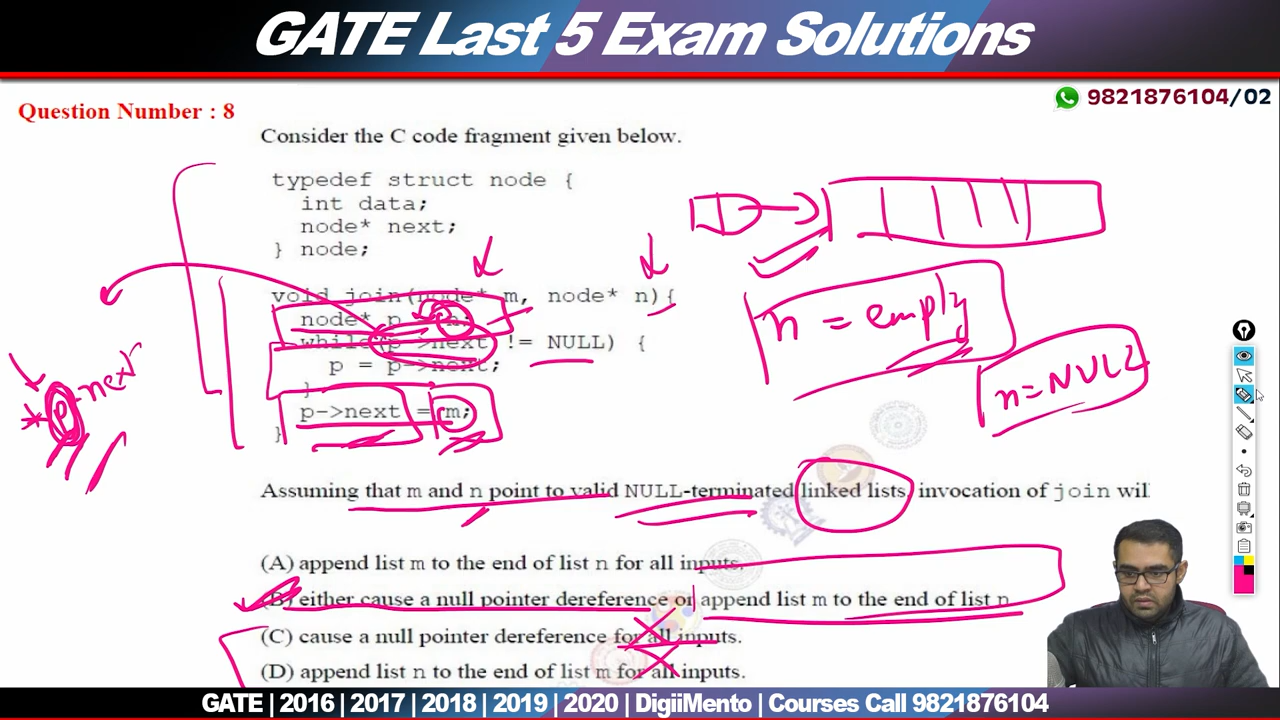 GATE Last 5 Exam Solutions
9821876104/02
Question Number : 8
Consider the C code fragment given below.
typedef struct node {
int data;
node* next;
} node;
void join(node* m, node* n){
node* p = n;
while(p->next != NULL) {
p = p->next;
}
p->next = m;
}
n = empty
n=NULL
*p next
Assuming that m and n point to valid NULL-terminated linked lists, invocation of join wil
(A) append list m to the end of list n for all inputs.
(B) either cause a null pointer dereference or append list m to the end of list n
(C) cause a null pointer dereference for all inputs.
(D) append list n to the end of list m for all inputs.
GATE | 2016 | 2017 | 2018 | 2019 | 2020 | DigiiMento | Courses Call 9821876104